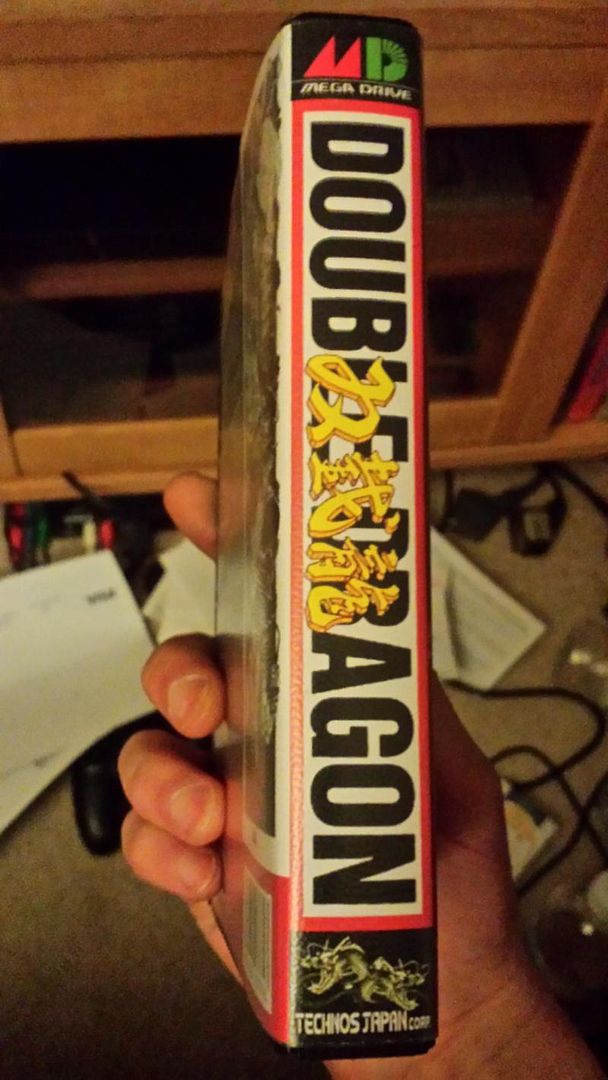 MD
MEGA DRIVE
DOUBLE DRAGON
双截龍
TECHNOS JAPAN CORP.